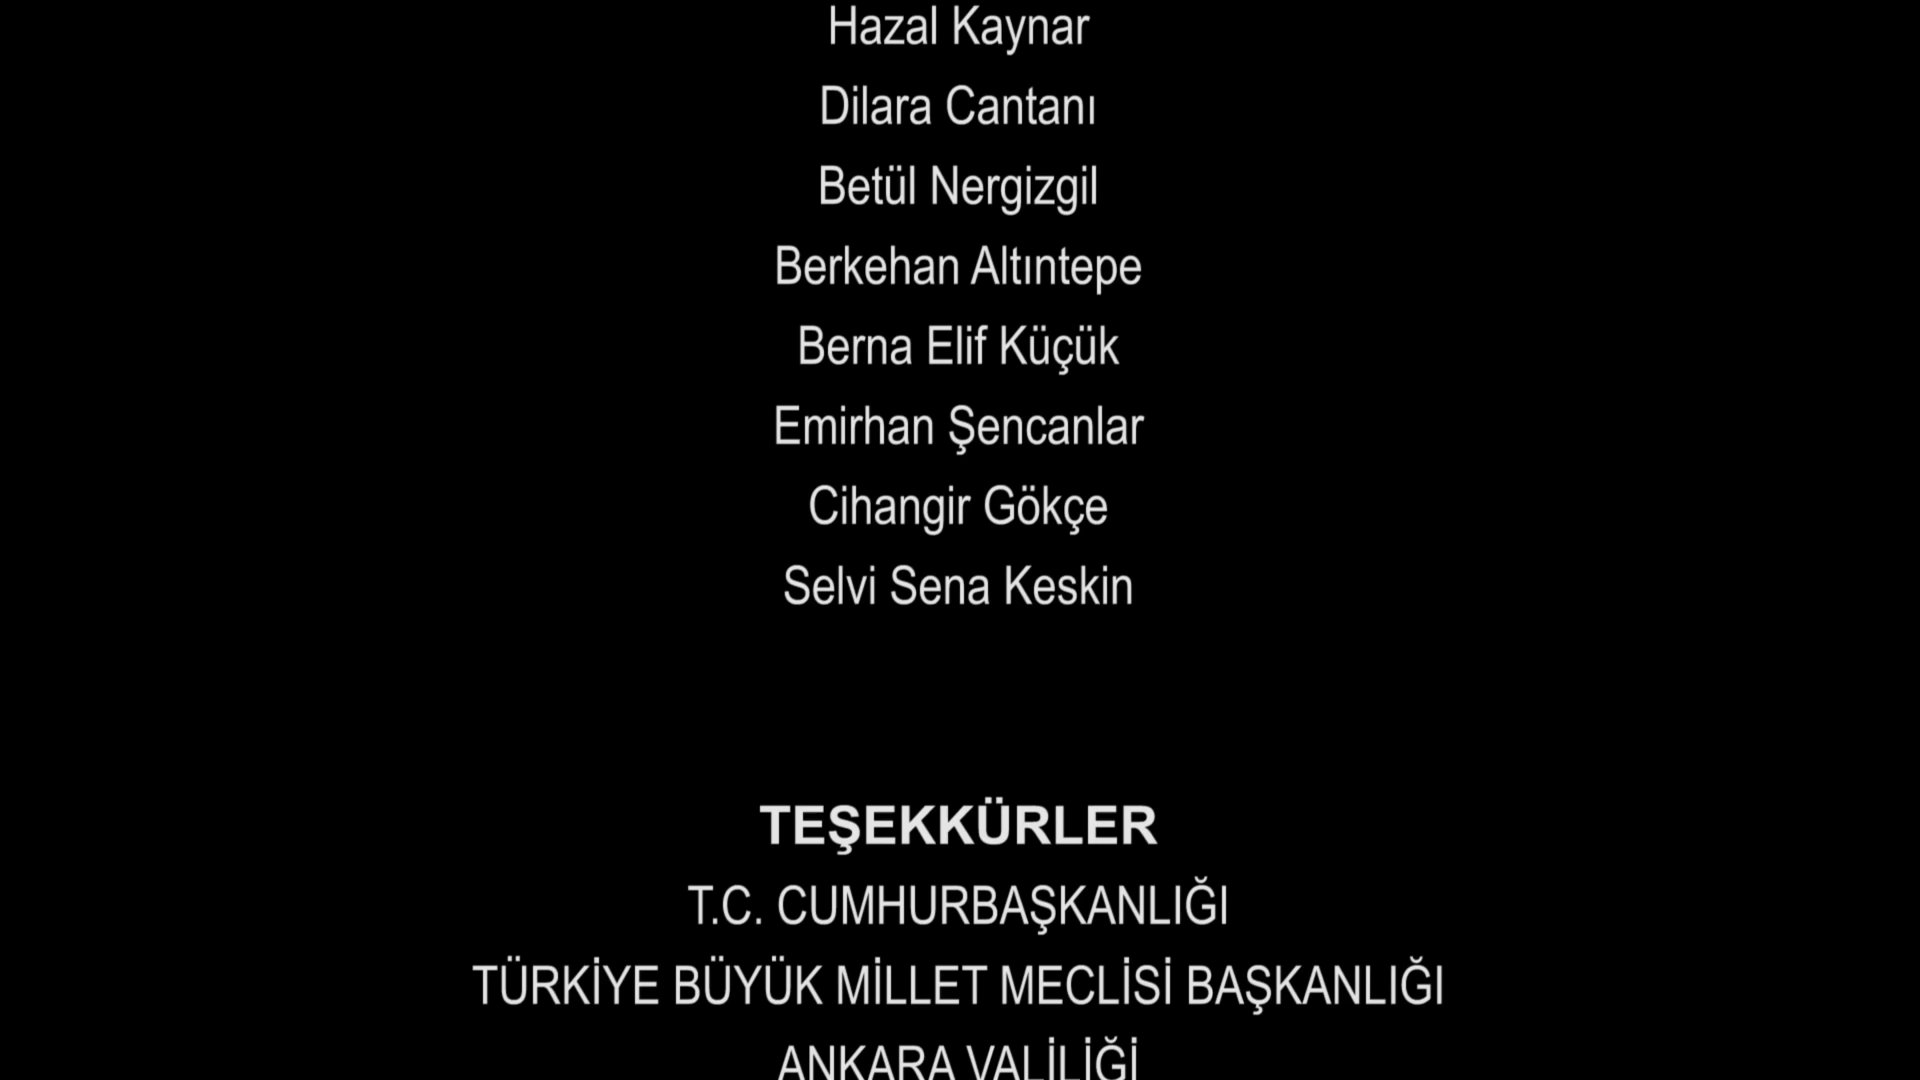 Hazal Kaynar
Dilara Cantanı
Betül Nergizgil
Berkehan Altıntepe
Berna Elif Küçük
Emirhan Şencanlar
Cihangir Gökçe
Selvi Sena Keskin
TEŞEKKÜRLER
T.C. CUMHURBAŞKANLIĞI
TÜRKİYE BÜYÜK MİLLET MECLİSİ BAŞKANLIĞI
ANKARA VALİLİĞİ